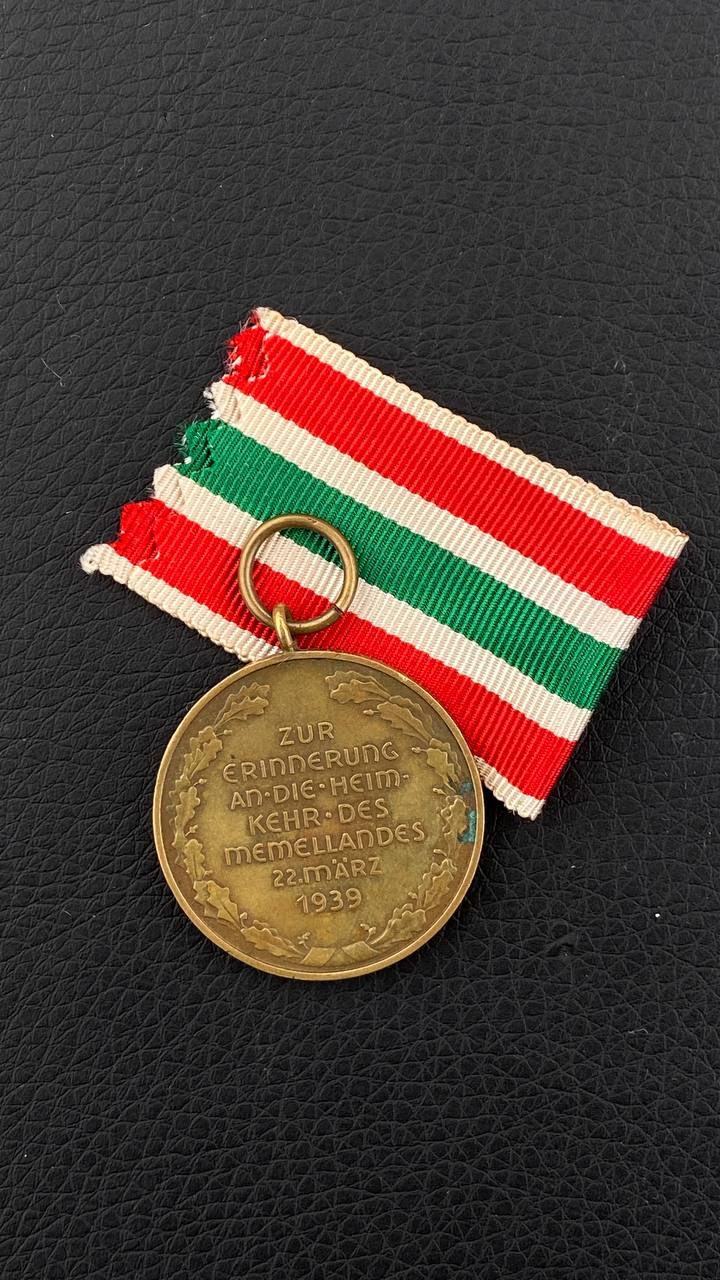 ZUR
ERINNERUNG
AN·DIE·HEIM-
KEHR·DES
MEMELLANDES
22.MÄRZ
1939